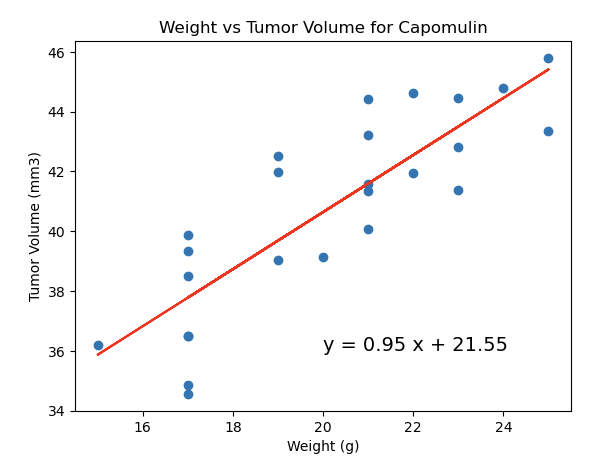 Weight vs Tumor Volume for Capomulin
46
44
42
40
38
36
34
Tumor Volume (mm3)
y = 0.95 x + 21.55
16 18 20 22 24
Weight (g)